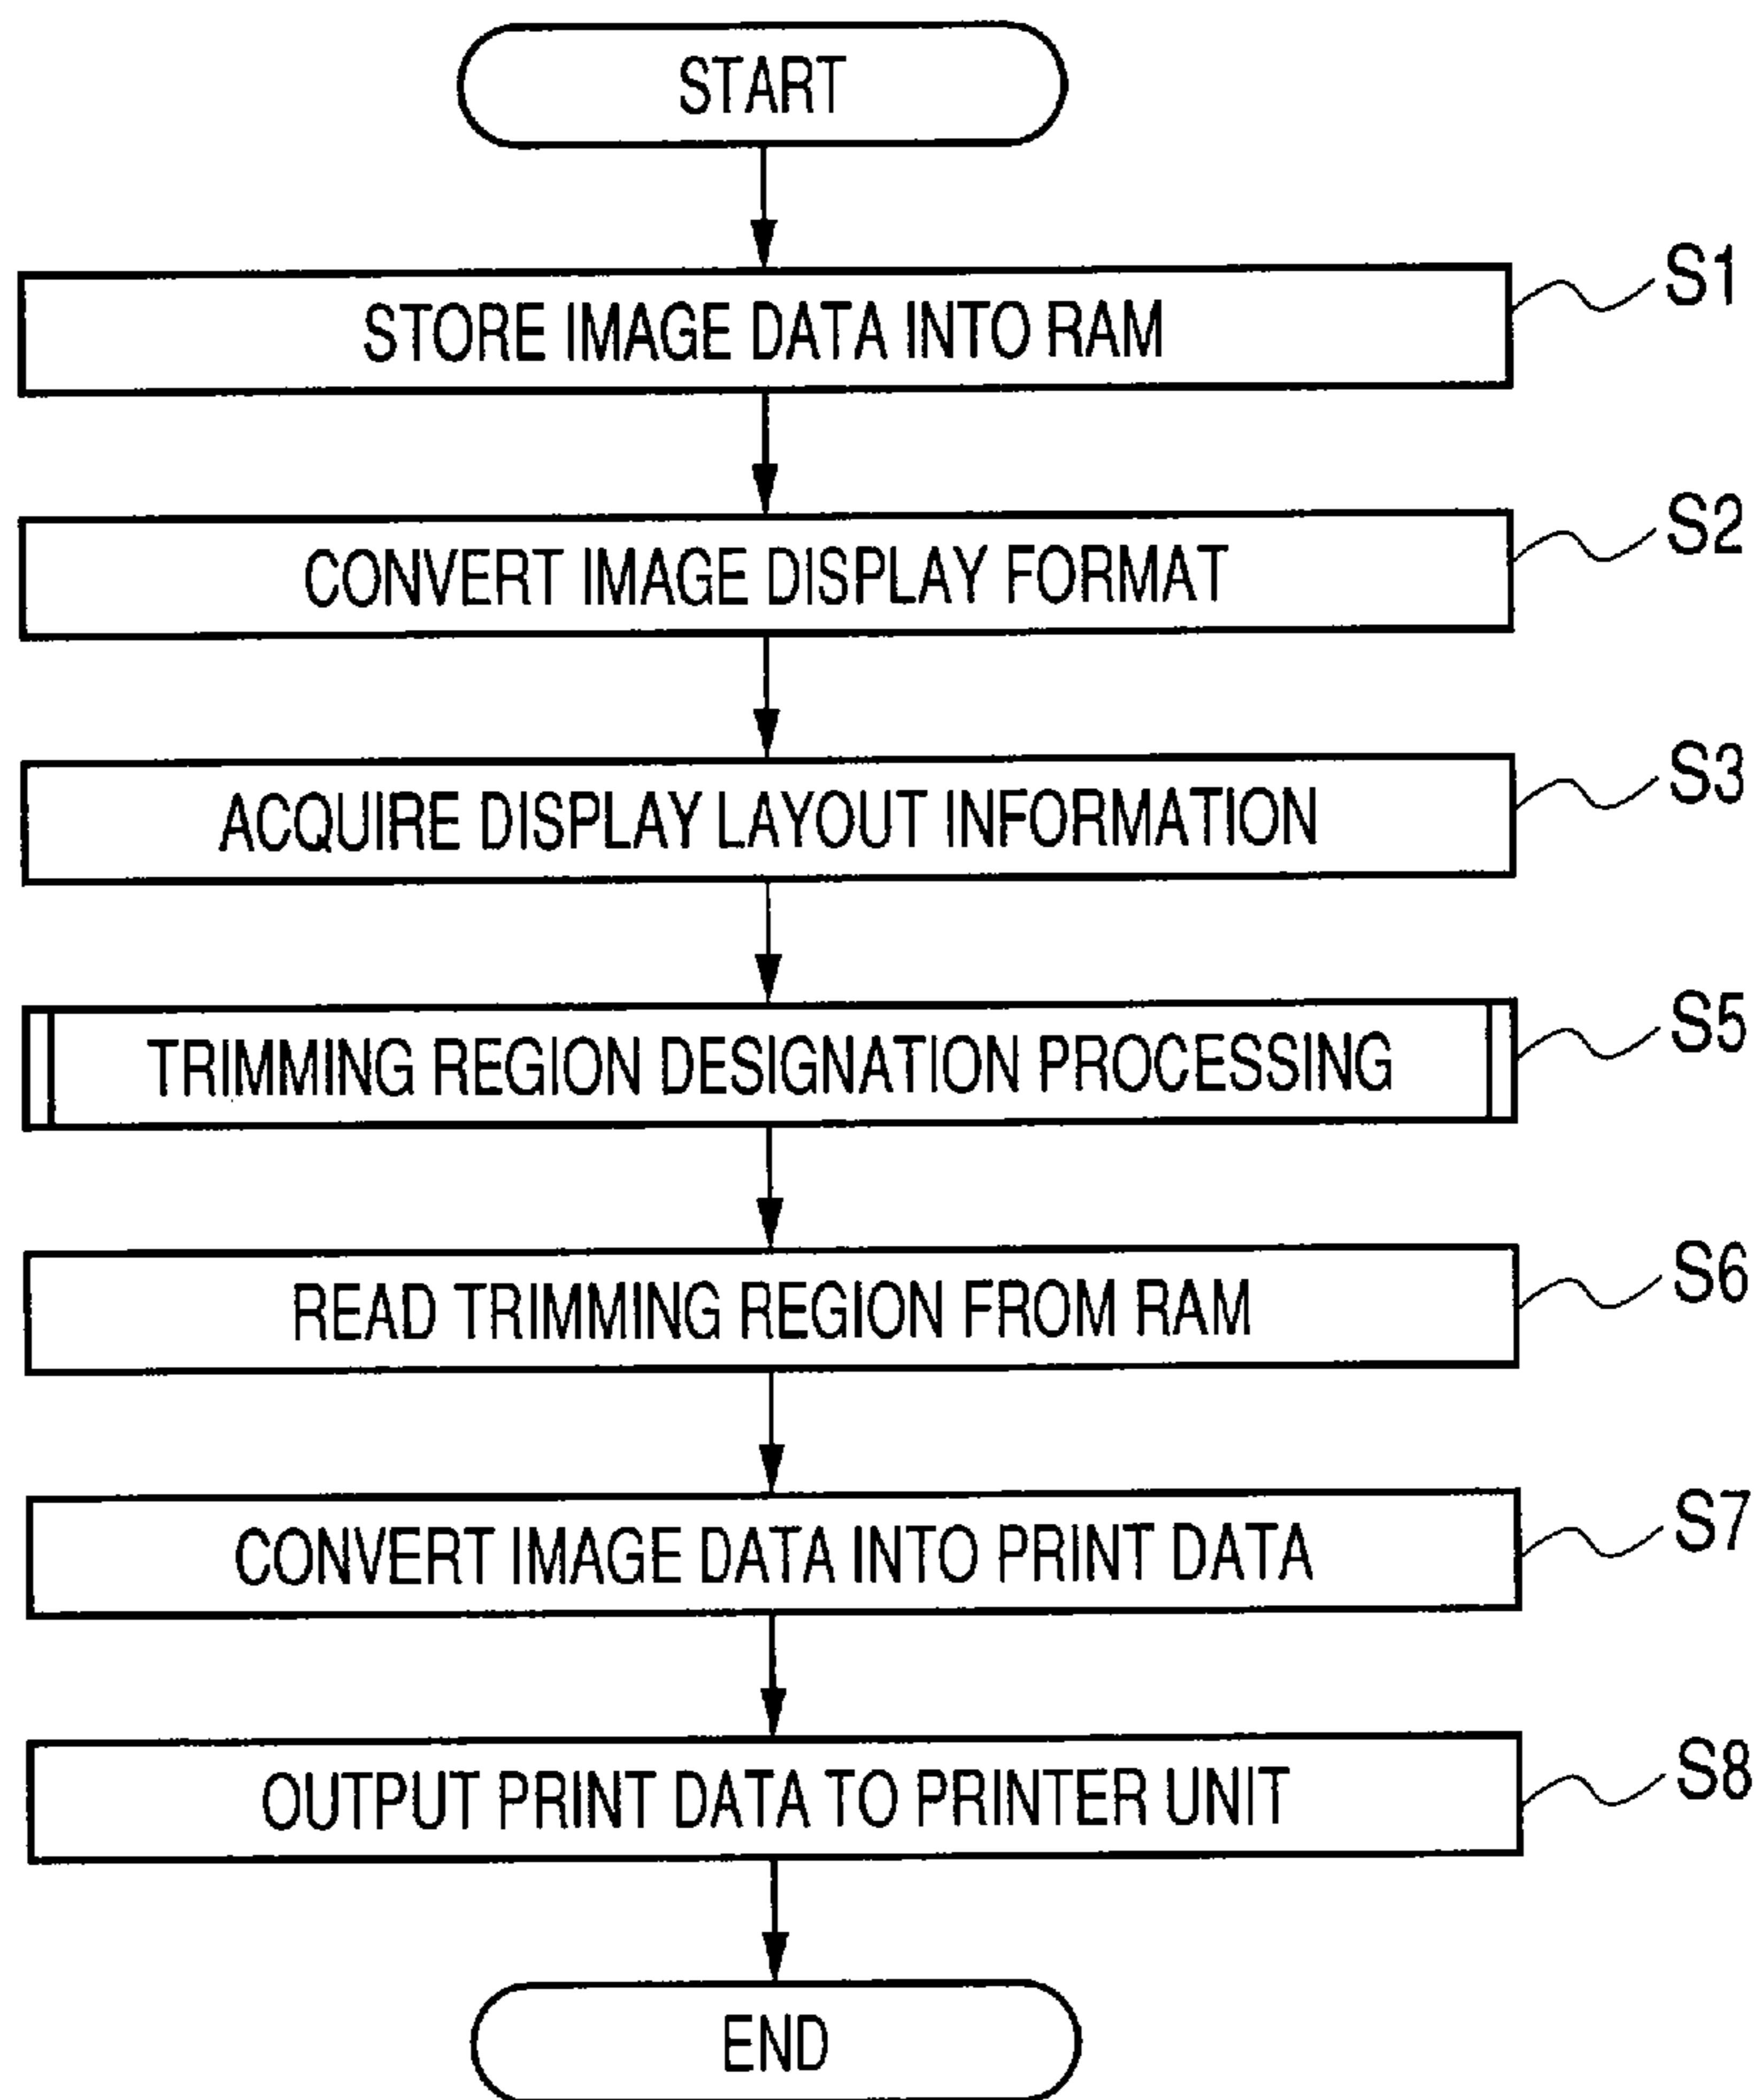 START
STORE IMAGE DATA INTO RAM
S1
CONVERT IMAGE DISPLAY FORMAT
S2
ACQUIRE DISPLAY LAYOUT INFORMATION
S3
TRIMMING REGION DESIGNATION PROCESSING
S5
READ TRIMMING REGION FROM RAM
S6
CONVERT IMAGE DATA INTO PRINT DATA
S7
OUTPUT PRINT DATA TO PRINTER UNIT
S8
END